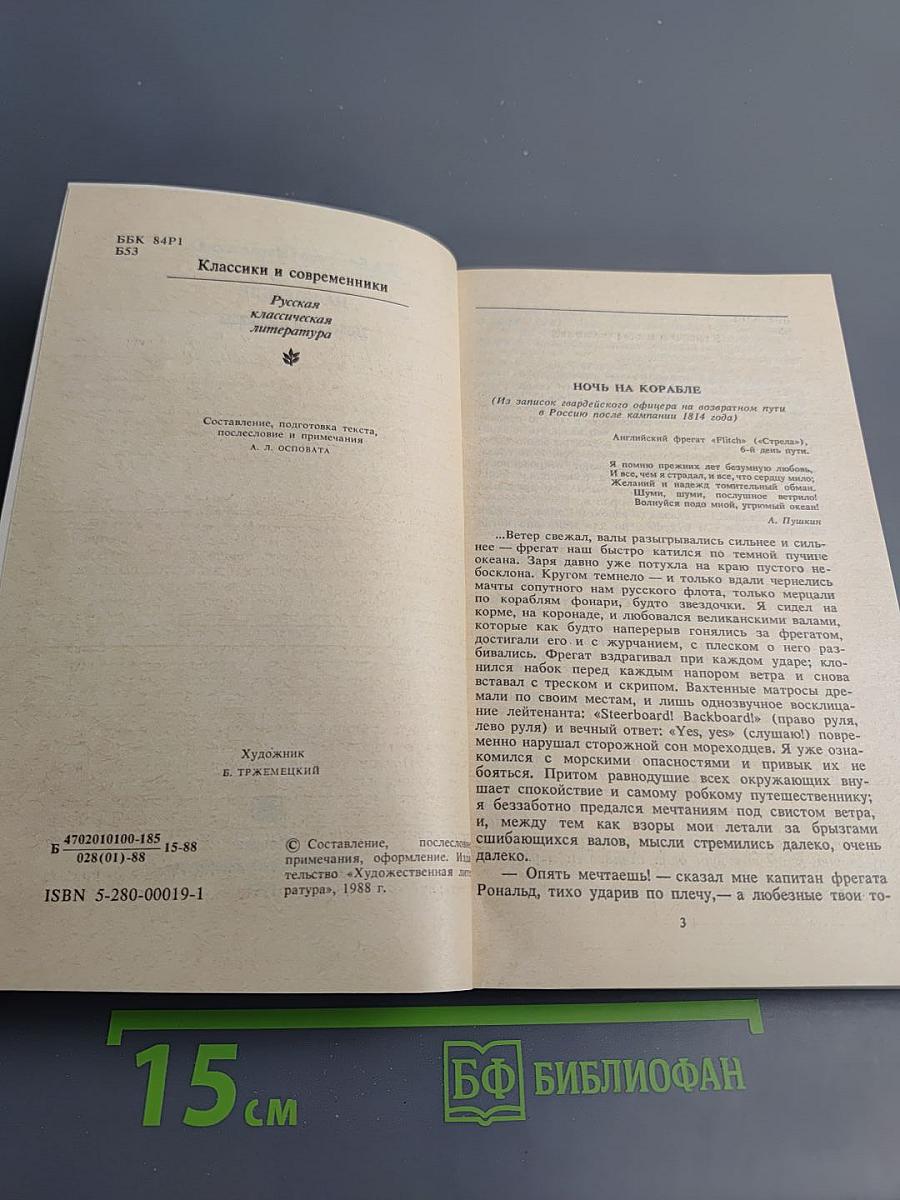 ББК 84Р1
Б53
Классики и современники
Русская
классическая
литература
Составление, подготовка текста,
послесловие и примечания
А. Л. ОСПОВАТА
Художник
Б. ТРЖЕМЕЦКИЙ
Б 4702010100-185 15-88
028(01)-88
ISBN 5-280-00019-1
© Составление, послеслови
примечания, оформление. Изд
тельство «Художественная лит
ратура», 1988 г.
НОЧЬ НА КОРАБЛЕ
(Из записок гвардейского офицера на возвратном пути
в Россию после кампании 1814 года)
Английский фрегат «Flitch» («Стрела»),
6-й день пути.
Я помню прежних лет безумную любовь,
И все, чем я страдал, и все, что сердцу мило;
Желаний и надежд томительный обман.
Шуми, шуми, послушное ветрило!
Волнуйся подо мной, угрюмый океан!
А. Пушкин
...Ветер свежал, валы разыгрывались сильнее и силь-
нее — фрегат наш быстро катился по темной пучине
океана. Заря давно уже потухла на краю пустого не-
босклона. Кругом темнело — и только вдали чернелись
мачты сопутного нам русского флота, только мерцали
по кораблям фонари, будто звездочки. Я сидел на
корме, на коронаде, и любовался великанскими валами,
которые как будто наперерыв гонялись за фрегатом,
достигали его и с журчанием, с плеском о него раз-
бивались. Фрегат вздрагивал при каждом ударе; кло-
нился набок перед каждым напором ветра и снова
вставал с треском и скрипом. Вахтенные матросы дре-
мали по своим местам, и лишь однозвучное восклица-
ние лейтенанта: «Steerboard! Backboard!» (право руля,
лево руля) и вечный ответ: «Yes, yes» (слушаю!) повре-
менно нарушал сторожной сон мореходцев. Я уже озна-
комился с морскими опасностями и привык их не
бояться. Притом равнодушие всех окружающих вну-
шает спокойствие и самому робкому путешественнику;
я беззаботно предался мечтаниям под свистом ветра,
и, между тем как взоры мои летали за брызгами
сшибающихся валов, мысли стремились далеко, очень
далеко.
— Опять мечтаешь! — сказал мне капитан фрегата
Рональд, тихо ударив по плечу,— а любезные твои то-
3
15 см
БФ БИБЛИОФАН